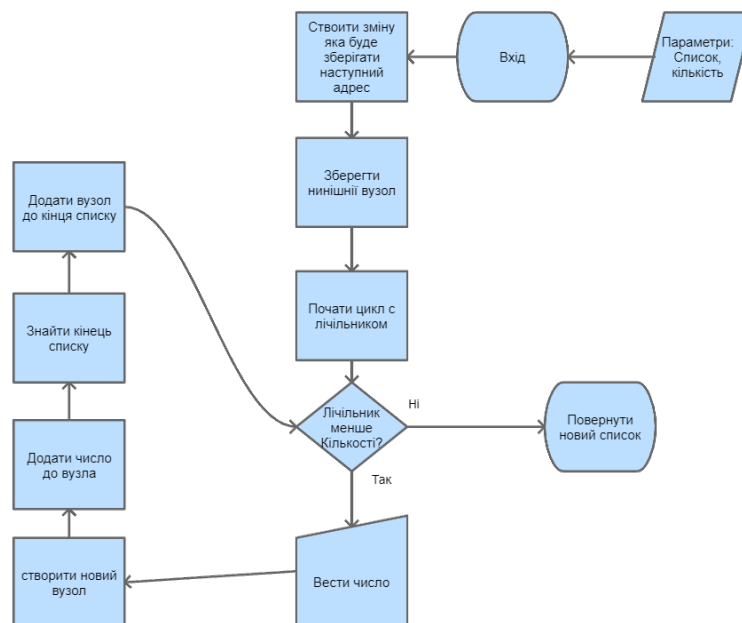 Параметри:
Список,
кількість
Вхід
Ствоити зміну
яка буде
зберігати
наступний
адрес
Зберегти
нинішнії вузол
Почати цикл с
лічільником
Лічільник
менше
Кількості?
Ні
Повернути
новий список
Так
Вести число
створити новий
вузол
Додати число
до вузла
Знайти кінець
списку
Додати вузол
до кінця списку